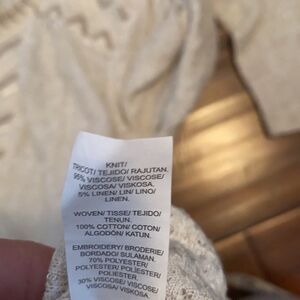 KNIT/
TRICOT/ TEJIDO/ RAJUTAN.
95% VISCOSE/ VISCOSE/
VISCOSA/ VISKOSA.
5% LINEN/ LIN/ LINO/
LINEN.
WOVEN/ TISSE/ TEJIDO/
TENUN.
100% COTTON/ COTON/
ALGODÓN/ KATUN.
EMBROIDERY/ BRODERIE/
BORDADO/ SULAMAN.
70% POLYESTER/
POLYESTER/ POLIÉSTER/
POLIESTER.
30% VISCOSE/ VISCOSE/
VISCOSA/ VISKOSA.